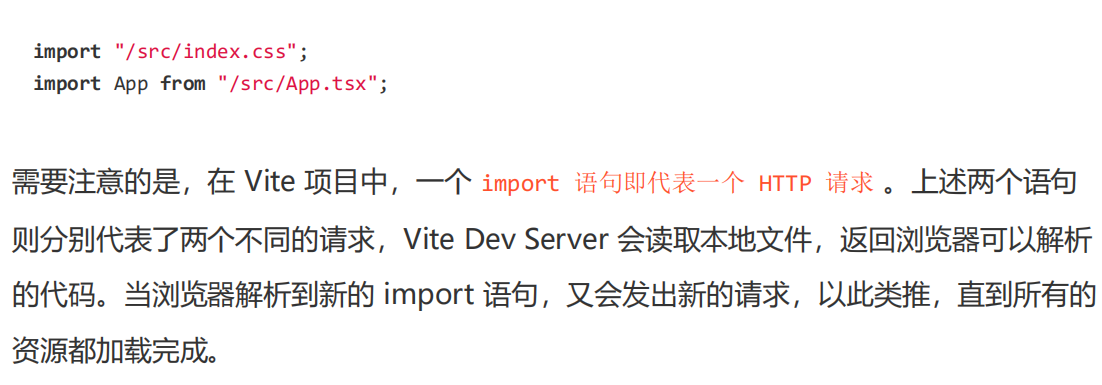 import "/src/index.css";
import App from "/src/App.tsx";
需要注意的是，在 Vite 项目中，一个 import 语句即代表一个 HTTP 请求 。上述两个语句
则分别代表了两个不同的请求，Vite Dev Server 会读取本地文件，返回浏览器可以解析
的代码。当浏览器解析到新的 import 语句，又会发出新的请求，以此类推，直到所有的
资源都加载完成。